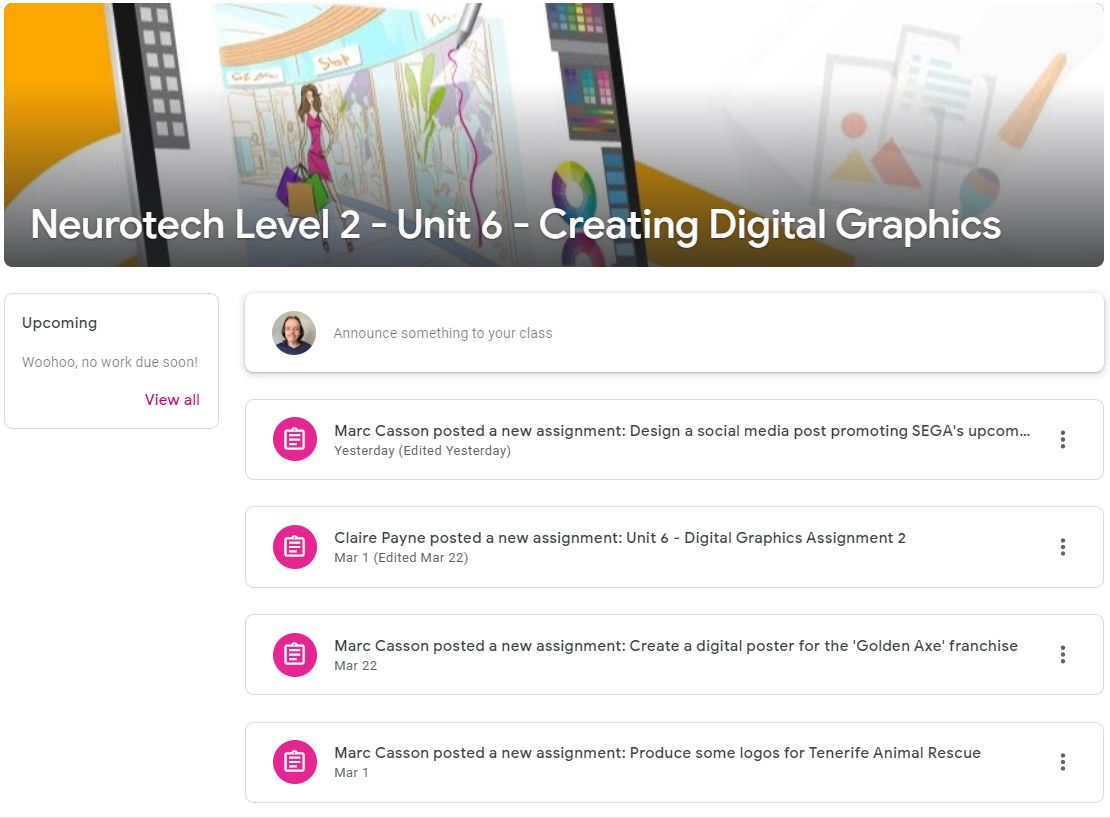 Stop
Neurotech Level 2 - Unit 6 - Creating Digital Graphics
Upcoming
Woohoo, no work due soon!
View all
Announce something to your class
Marc Casson posted a new assignment: Design a social media post promoting SEGA's upcom...
Yesterday (Edited Yesterday)
Claire Payne posted a new assignment: Unit 6 - Digital Graphics Assignment 2
Mar 1 (Edited Mar 22)
Marc Casson posted a new assignment: Create a digital poster for the 'Golden Axe' franchise
Mar 22
Marc Casson posted a new assignment: Produce some logos for Tenerife Animal Rescue
Mar 1